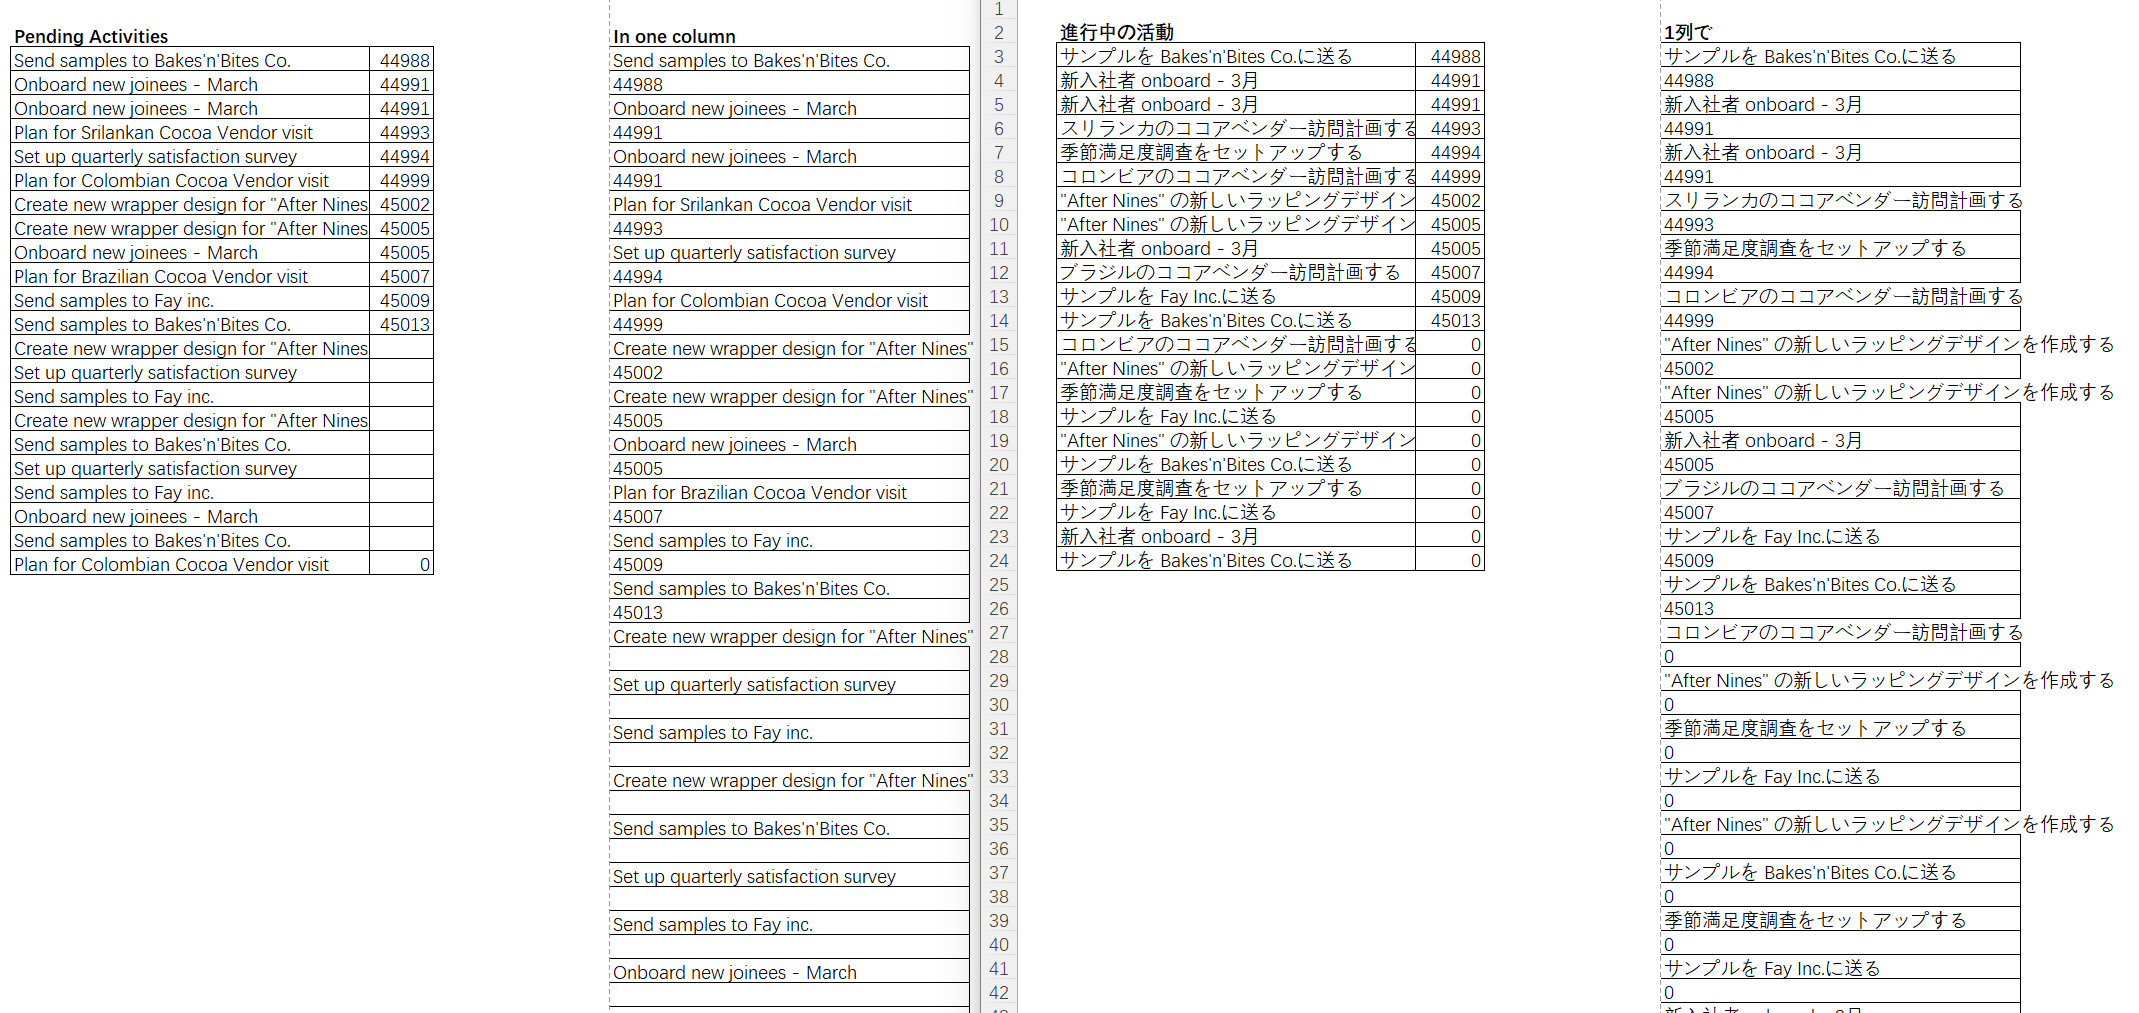 Pending Activities
Send samples to Bakes'n'Bites Co. 44988
Onboard new joinees - March 44991
Onboard new joinees - March 44991
Plan for Srilankan Cocoa Vendor visit 44993
Set up quarterly satisfaction survey 44994
Plan for Colombian Cocoa Vendor visit 44999
Create new wrapper design for "After Nines 45002
Create new wrapper design for "After Nines 45005
Onboard new joinees - March 45005
Plan for Brazilian Cocoa Vendor visit 45007
Send samples to Fay inc. 45009
Send samples to Bakes'n'Bites Co. 45013
Create new wrapper design for "After Nines
Set up quarterly satisfaction survey
Send samples to Fay inc.
Create new wrapper design for "After Nines
Send samples to Bakes'n'Bites Co.
Set up quarterly satisfaction survey
Send samples to Fay inc.
Onboard new joinees - March
Send samples to Bakes'n'Bites Co.
Plan for Colombian Cocoa Vendor visit 0
In one column
Send samples to Bakes'n'Bites Co.
44988
Onboard new joinees - March
44991
Onboard new joinees - March
44991
Plan for Srilankan Cocoa Vendor visit
44993
Set up quarterly satisfaction survey
44994
Plan for Colombian Cocoa Vendor visit
44999
Create new wrapper design for "After Nines"
45002
Create new wrapper design for "After Nines"
45005
Onboard new joinees - March
45005
Plan for Brazilian Cocoa Vendor visit
45007
Send samples to Fay inc.
45009
Send samples to Bakes'n'Bites Co.
45013
Create new wrapper design for "After Nines"
Set up quarterly satisfaction survey
Send samples to Fay inc.
Create new wrapper design for "After Nines"
Send samples to Bakes'n'Bites Co.
Set up quarterly satisfaction survey
Send samples to Fay inc.
Onboard new joinees - March
1
2 進行中の活動
3 サンプルを Bakes'n'Bites Co.に送る 44988
4 新入社者 onboard - 3月 44991
5 新入社者 onboard - 3月 44991
6 スリランカのココアベンダー訪問計画する 44993
7 季節満足度調査をセットアップする 44994
8 コロンビアのココアベンダー訪問計画する 44999
9 "After Nines" の新しいラッピングデザイン 45002
10 "After Nines" の新しいラッピングデザイン 45005
11 新入社者 onboard - 3月 45005
12 ブラジルのココアベンダー訪問計画する 45007
13 サンプルを Fay Inc.に送る 45009
14 サンプルを Bakes'n'Bites Co.に送る 45013
15 コロンビアのココアベンダー訪問計画する 0
16 "After Nines" の新しいラッピングデザイン 0
17 季節満足度調査をセットアップする 0
18 サンプルを Fay Inc.に送る 0
19 "After Nines" の新しいラッピングデザイン 0
20 サンプルを Bakes'n'Bites Co.に送る 0
21 季節満足度調査をセットアップする 0
22 サンプルを Fay Inc.に送る 0
23 新入社者 onboard - 3月 0
24 サンプルを Bakes'n'Bites Co.に送る 0
25
26
27
28
29
30
31
32
33
34
35
36
37
38
39
40
41
42
1列で
サンプルを Bakes'n'Bites Co.に送る
44988
新入社者 onboard - 3月
44991
新入社者 onboard - 3月
44991
スリランカのココアベンダー訪問計画する
44993
季節満足度調査をセットアップする
44994
コロンビアのココアベンダー訪問計画する
44999
"After Nines" の新しいラッピングデザインを作成する
45002
"After Nines" の新しいラッピングデザインを作成する
45005
新入社者 onboard - 3月
45005
ブラジルのココアベンダー訪問計画する
45007
サンプルを Fay Inc.に送る
45009
サンプルを Bakes'n'Bites Co.に送る
45013
コロンビアのココアベンダー訪問計画する
0
"After Nines" の新しいラッピングデザインを作成する
0
季節満足度調査をセットアップする
0
サンプルを Fay Inc.に送る
0
"After Nines" の新しいラッピングデザインを作成する
0
サンプルを Bakes'n'Bites Co.に送る
0
季節満足度調査をセットアップする
0
サンプルを Fay Inc.に送る
0